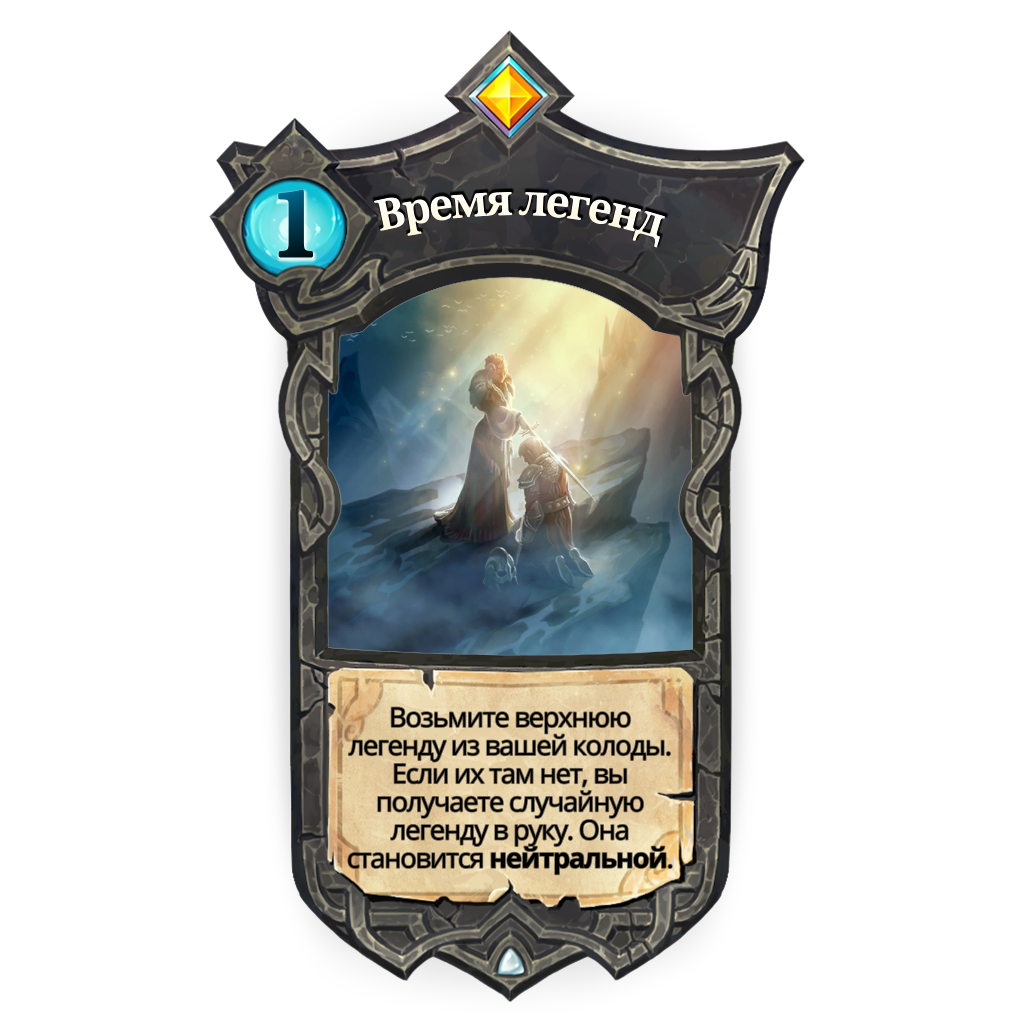 1
Время легенд
Возьмите верхнюю
легенду из вашей колоды.
Если их там нет, вы
получаете случайную
легенду в руку. Она
становится нейтральной.